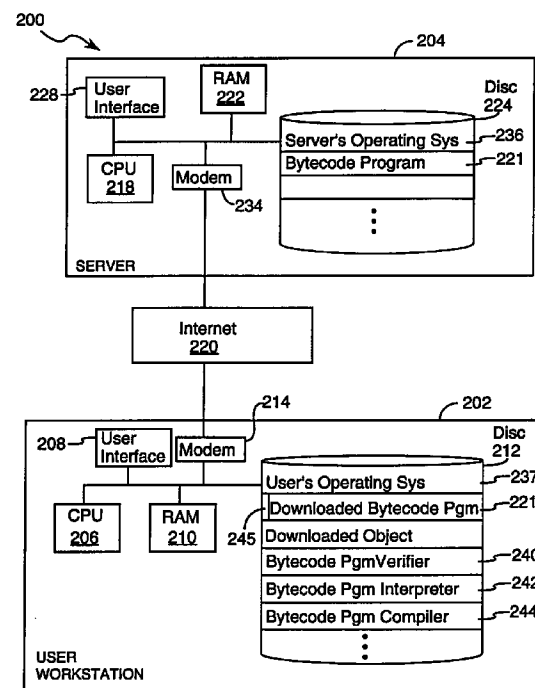 200
204
228
User
Interface
RAM
222
Disc
224
Server's Operating Sys
236
Bytecode Program
221
CPU
218
Modem
234
SERVER
Internet
220
214
202
208
User
Interface
Modem
Disc
212
User's Operating Sys
237
CPU
206
RAM
210
245
Downloaded Bytecode Pgm
221
Downloaded Object
Bytecode PgmVerifier
240
Bytecode Pgm Interpreter
242
Bytecode Pgm Compiler
244
USER
WORKSTATION